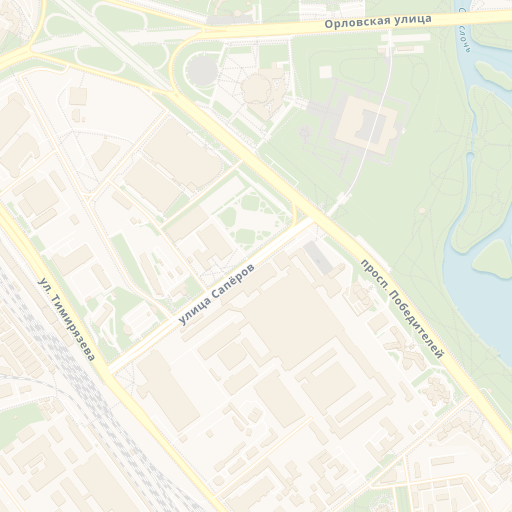 Орловская улица
просп. Победителей
улица Сапёров
ул. Тимирязева